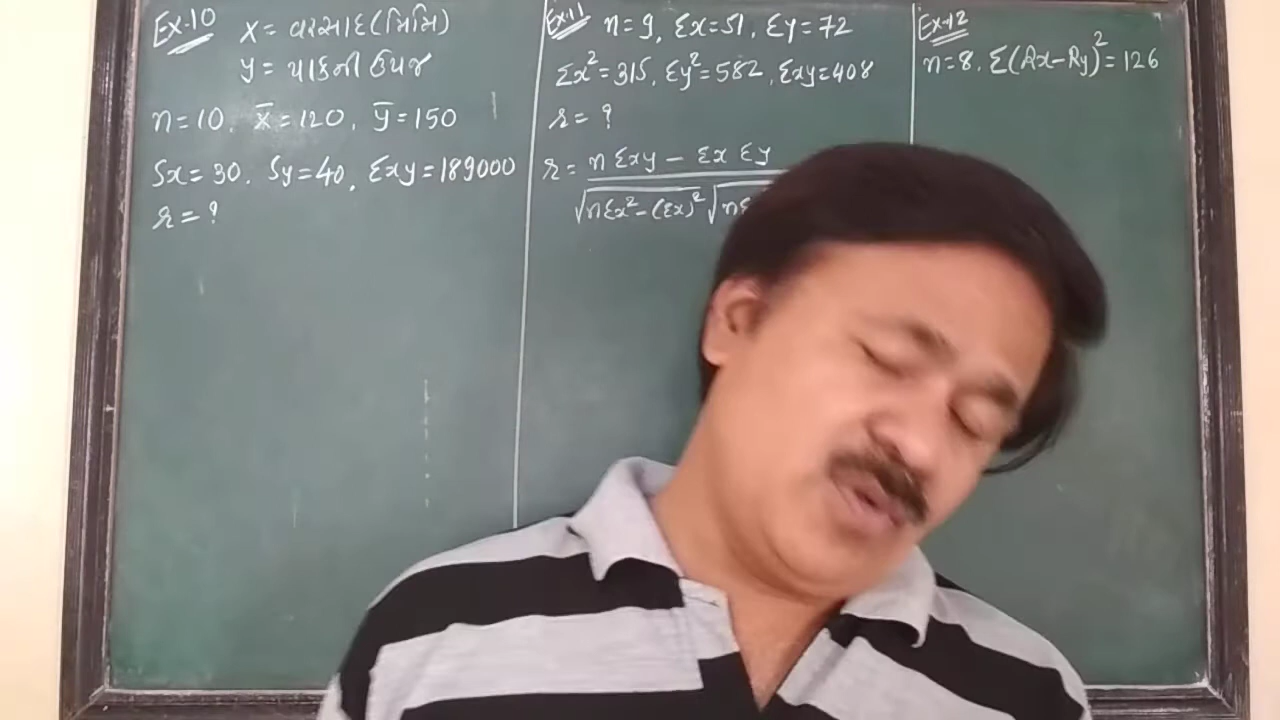 Ex-10 x = વરસાદ (મિમિ)
y = પાકની ઉપજ
n=10, x̅=120, y̅=150
Sx=30, Sy=40, Σxy=189000
r=?
Ex-11 n=9, Σx=51, Σy=72
Σx²=315, Σy²=582, Σxy=408
r=?
r= nΣxy - Σx Σy
√nΣx²-(Σx)² √nΣ
Ex-12
n=8, Σ(Rx-Ry)²=126